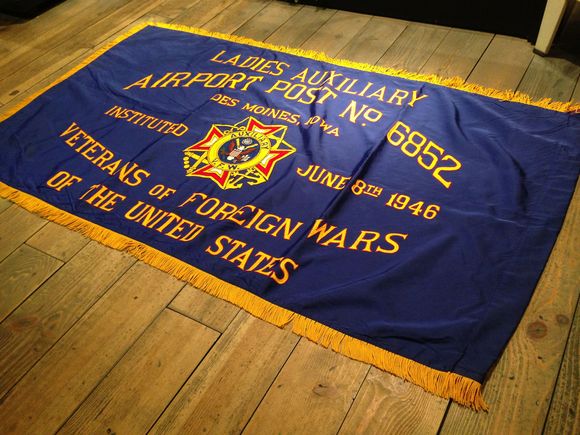 LADIES AUXILIARY
AIRPORT POST NO 6852
DES MOINES, IOWA
INSTITUTED
JUNE 8TH 1946
VETERANS OF FOREIGN WARS
OF THE UNITED STATES